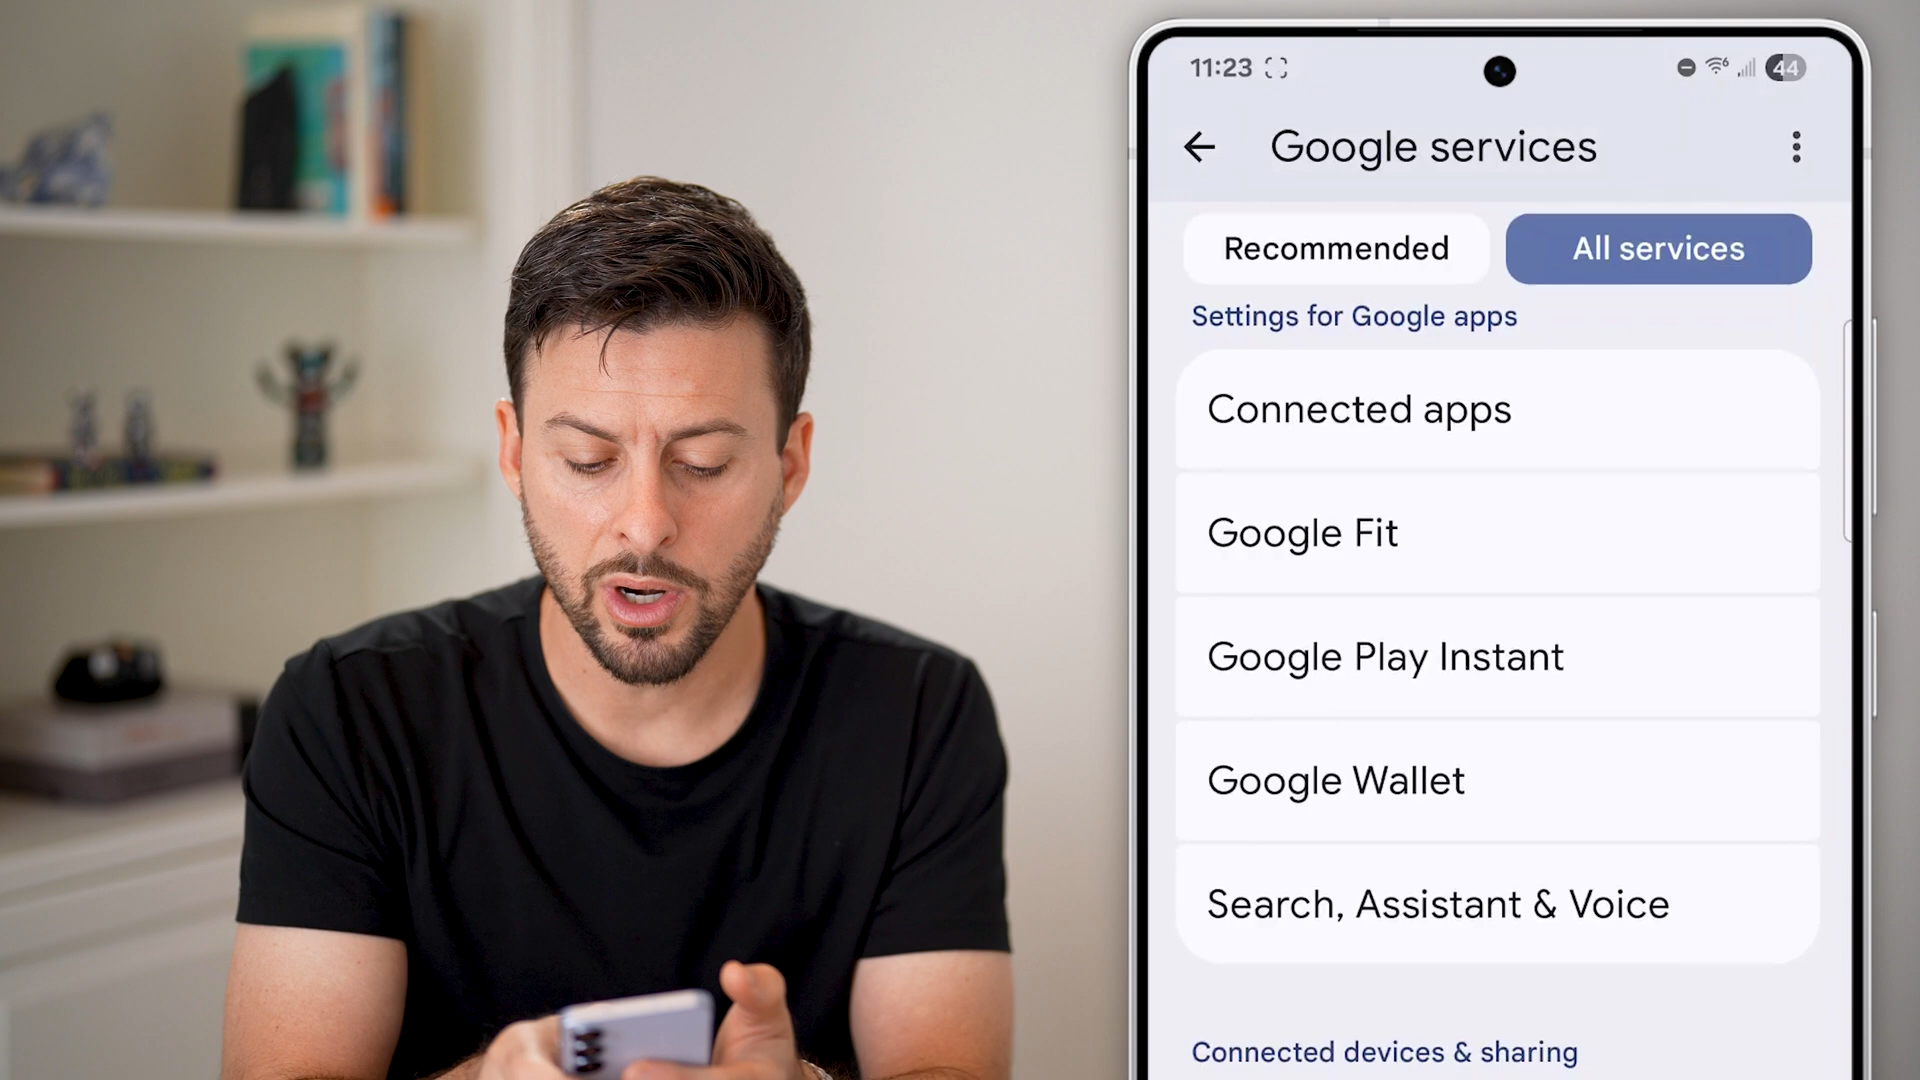 11:23
44
Google services
Recommended
All services
Settings for Google apps
Connected apps
Google Fit
Google Play Instant
Google Wallet
Search, Assistant & Voice
Connected devices & sharing